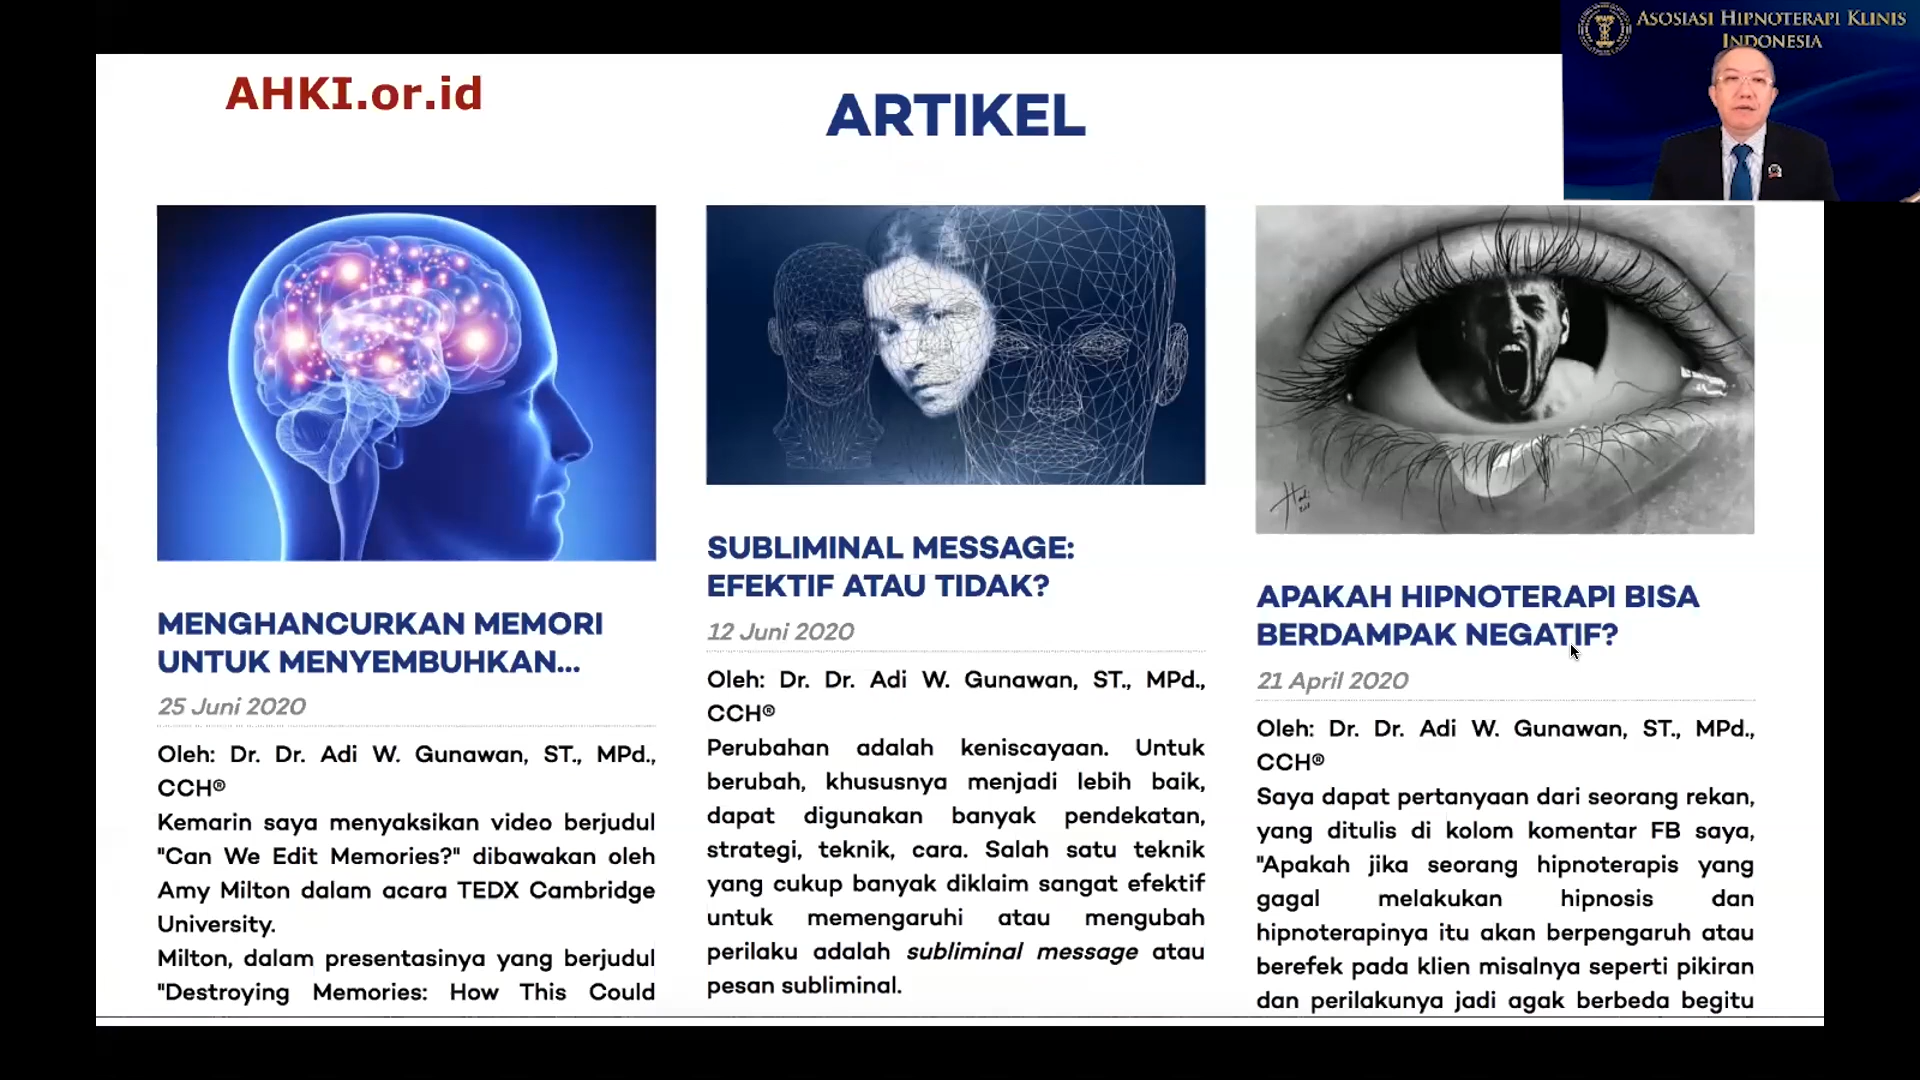 ASOSIASI HIPNOTERAPI KLINIS
INDONESIA
AHKI.or.id
ARTIKEL
MENGHANCURKAN MEMORI
UNTUK MENYEMBUHKAN...
25 Juni 2020
Oleh: Dr. Dr. Adi W. Gunawan, ST., MPd.,
CCH®
Kemarin saya menyaksikan video berjudul
"Can We Edit Memories?" dibawakan oleh
Amy Milton dalam acara TEDX Cambridge
University.
Milton, dalam presentasinya yang berjudul
"Destroying Memories: How This Could
SUBLIMINAL MESSAGE:
EFEKTIF ATAU TIDAK?
12 Juni 2020
Oleh: Dr. Dr. Adi W. Gunawan, ST., MPd.,
CCH®
Perubahan adalah keniscayaan. Untuk
berubah, khususnya menjadi lebih baik,
dapat digunakan banyak pendekatan,
strategi, teknik, cara. Salah satu teknik
yang cukup banyak diklaim sangat efektif
untuk memengaruhi atau mengubah
perilaku adalah subliminal message atau
pesan subliminal.
APAKAH HIPNOTERAPI BISA
BERDAMPAK NEGATIF?
21 April 2020
Oleh: Dr. Dr. Adi W. Gunawan, ST., MPd.,
CCH®
Saya dapat pertanyaan dari seorang rekan,
yang ditulis di kolom komentar FB saya,
"Apakah jika seorang hipnoterapis yang
gagal melakukan hipnosis dan
hipnoterapinya itu akan berpengaruh atau
berefek pada klien misalnya seperti pikiran
dan perilakunya jadi agak berbeda begitu